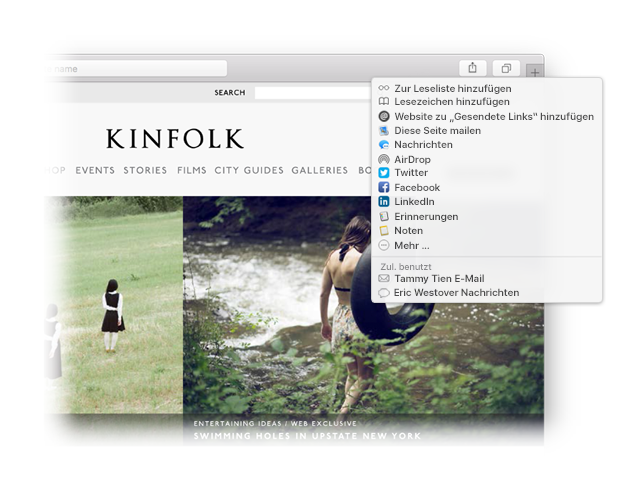 name
SEARCH
KINFOLK
EVENTS STORIES FILMS CITY GUIDES GALLERIES
Zur Leseliste hinzufügen
Lesezeichen hinzufügen
Website zu „Gesendete Links“ hinzufügen
Diese Seite mailen
Nachrichten
AirDrop
Twitter
Facebook
LinkedIn
Erinnerungen
Noten
Mehr ...
Zul. benutzt
Tammy Tien E-Mail
Eric Westover Nachrichten
ENTERTAINING IDEAS / WEB EXCLUSIVE
SWIMMING HOLES IN UPSTATE NEW YORK